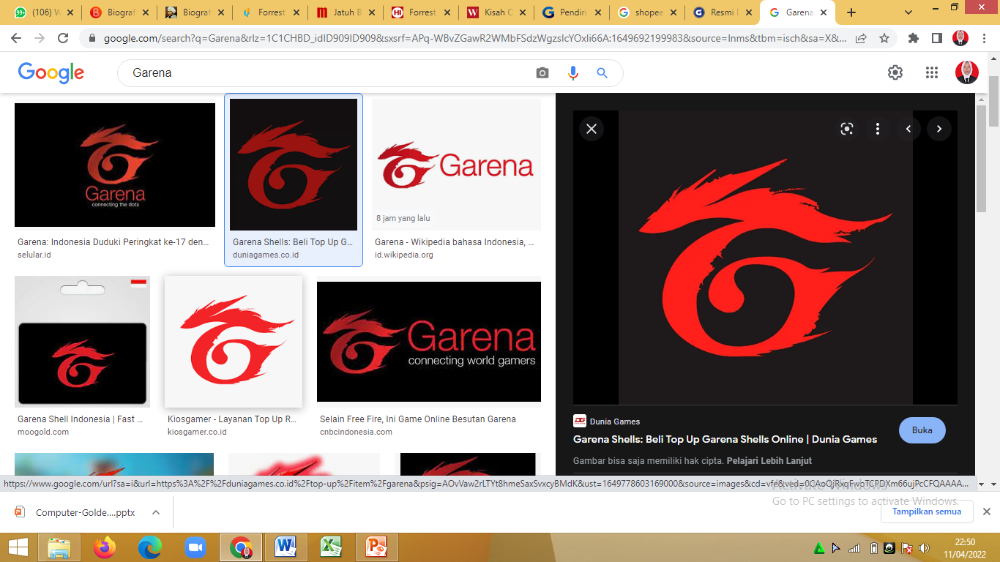 (106) W
Biograf
Biograf
Forrest
Jatuh B
Forrest
Kisah C
Pendiri
shopee
Resmi D
Garena
google.com/search?q=Garena&rlz=1C1CHBD_idID909ID909&sxsrf=APq-WBvZGawR2WMbFSdzWgzsIcYOxli66A:1649692199983&source=lnms&tbm=isch&sa=X&...
Google
Garena
Garena
connecting the dots
Garena: Indonesia Duduki Peringkat ke-17 den...
selular.id
Garena Shells: Beli Top Up G...
duniagames.co.id
Garena
8 jam yang lalu
Garena - Wikipedia bahasa Indonesia, ...
id.wikipedia.org
Garena Shell Indonesia | Fast ...
moogold.com
Kiosgamer - Layanan Top Up R...
kiosgamer.co.id
Garena
connecting world gamers
Selain Free Fire, Ini Game Online Besutan Garena
cnbcindonesia.com
DG
Dunia Games
Garena Shells: Beli Top Up Garena Shells Online | Dunia Games
Buka
Gambar bisa saja memiliki hak cipta. Pelajari Lebih Lanjut
https://www.google.com/url?sa=i&url=https%3A%2F%2Fduniagames.co.id%2Ftop-up%2Fitem%2Fgarena&psig=AOvVaw2rLTYt8hmeSaxSvxcyBMdK&ust=1649778603169000&source=images&cd=vfe&ved=
Activate Windows
Go to PC settings to activate Windows.
Computer-Golde....pptx
Tampilkan semua
22:50
11/04/2022